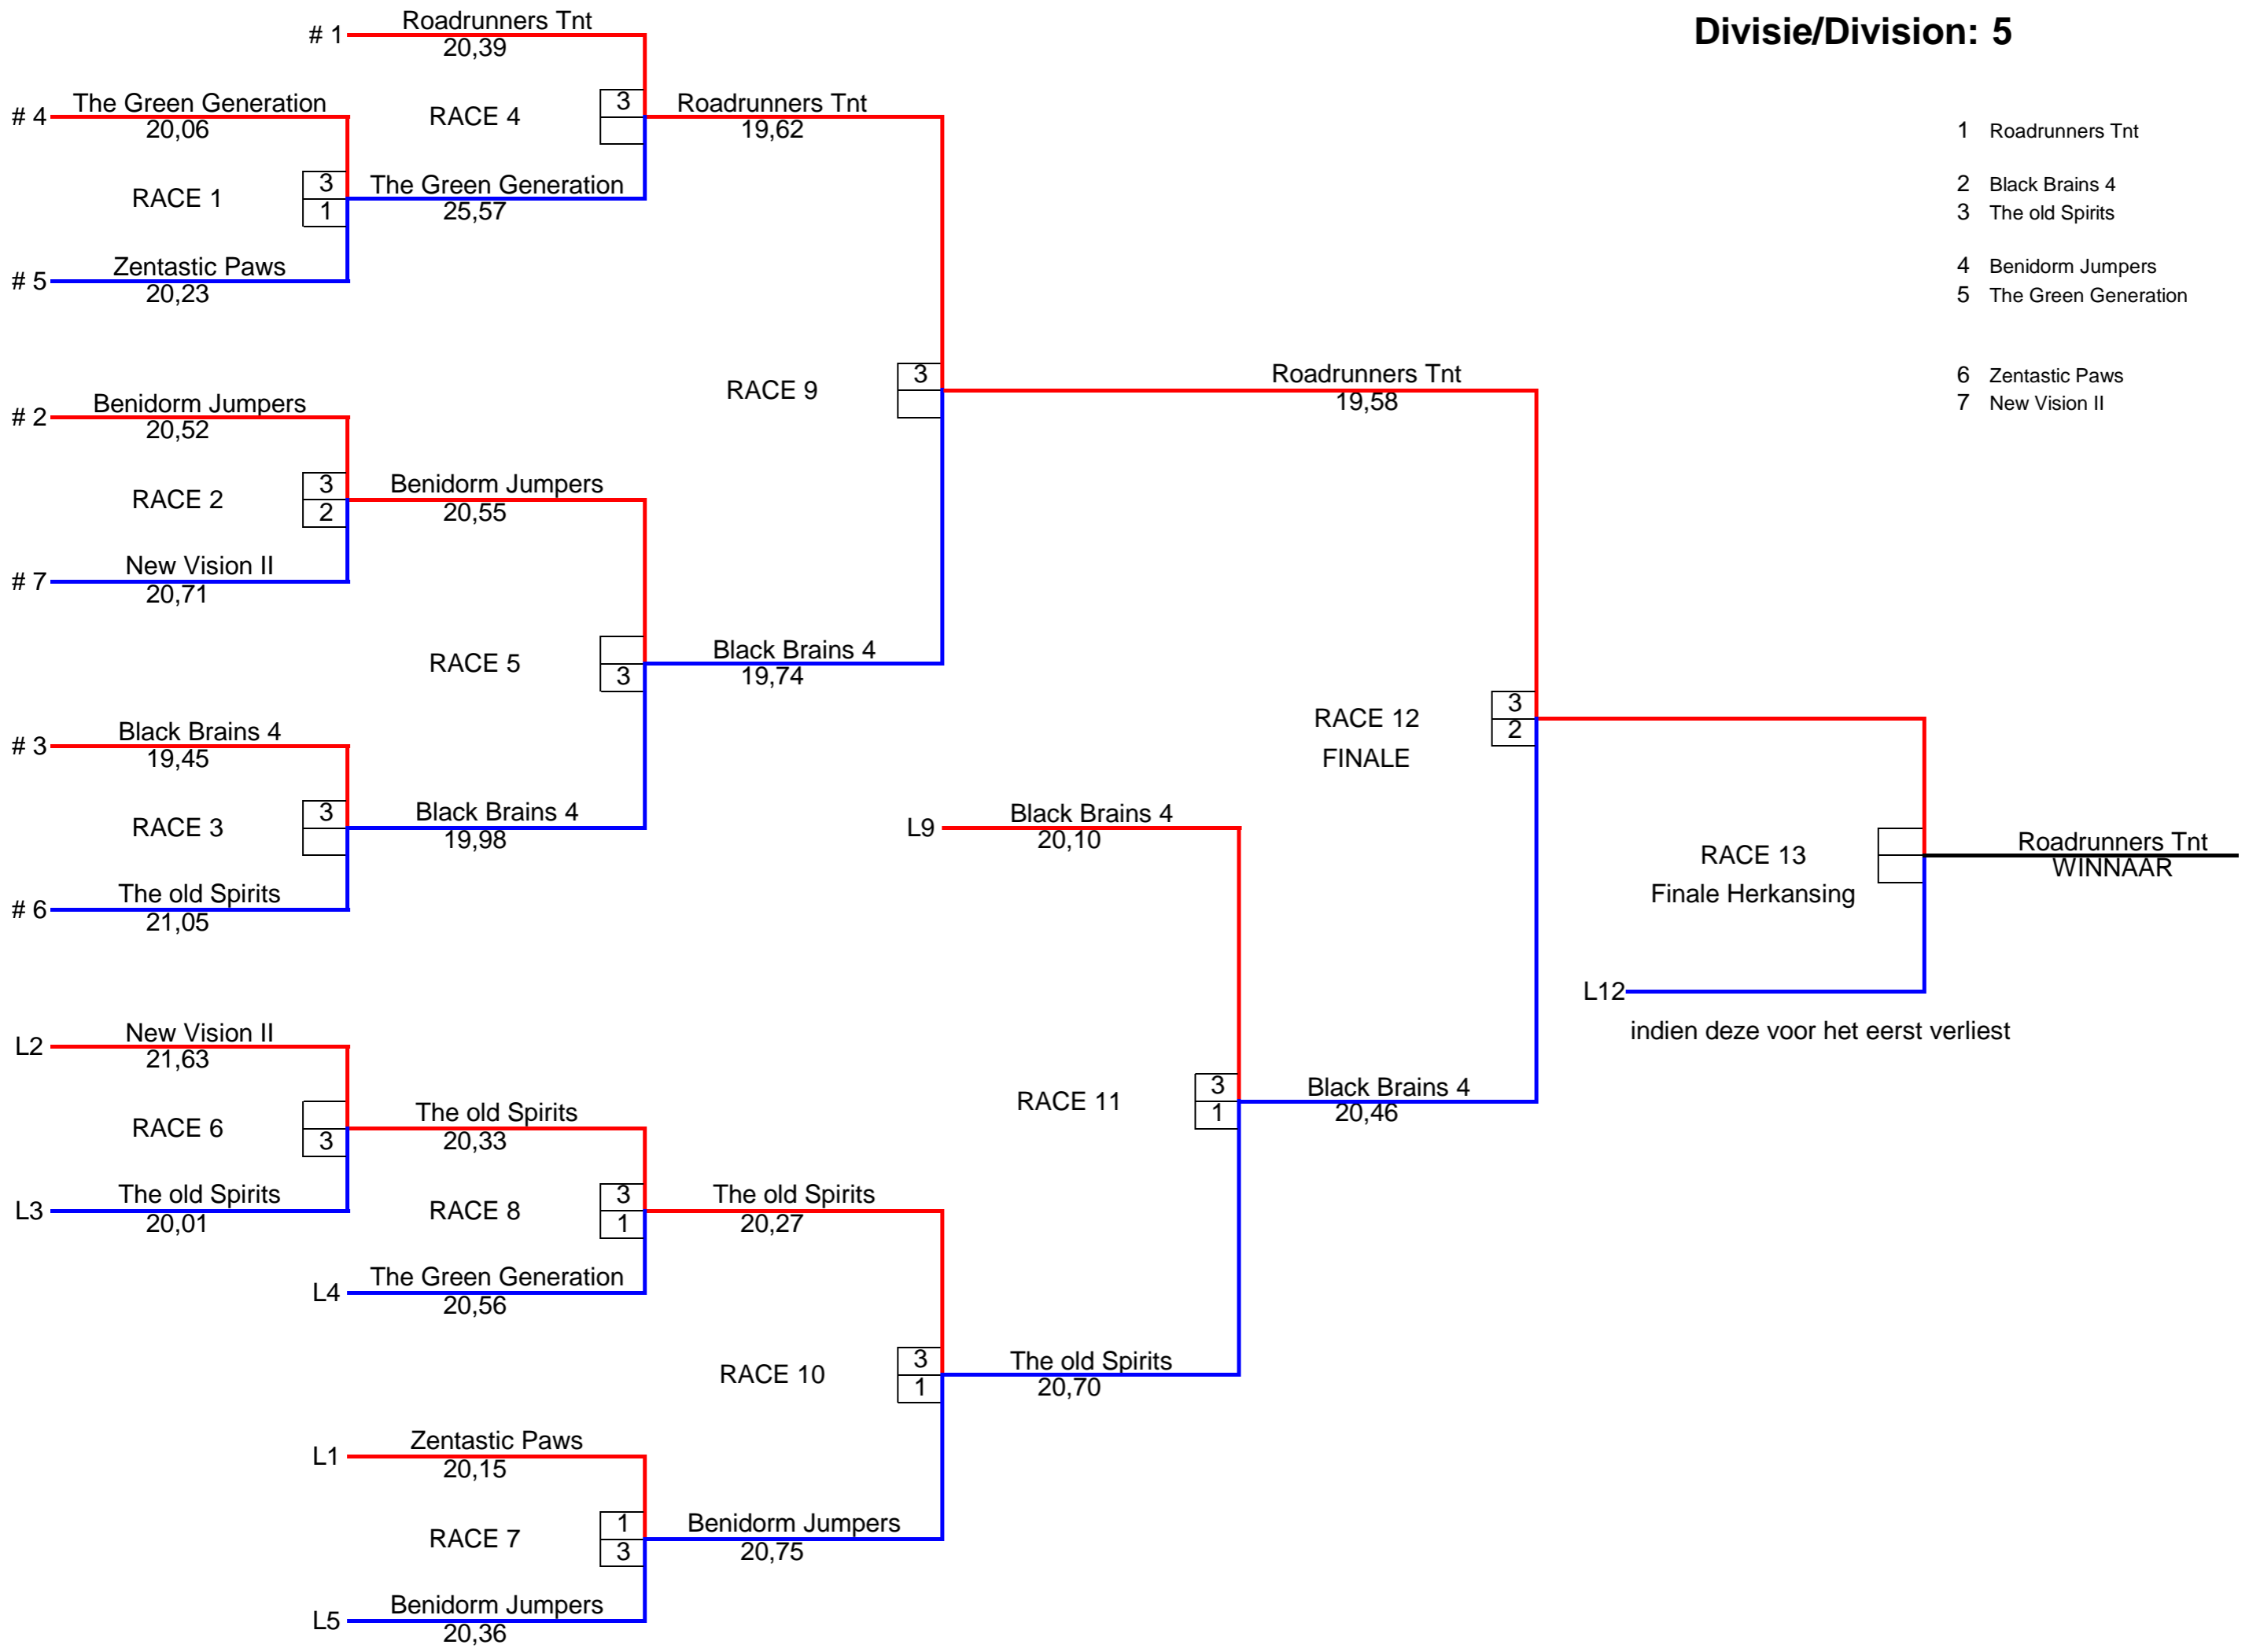 Divisie/Division: 5
# 1 Roadrunners Tnt
20,39
# 4 The Green Generation
20,06
RACE 4
3
Roadrunners Tnt
19,62
RACE 1
3
1
The Green Generation
25,57
# 5 Zentastic Paws
20,23
1 Roadrunners Tnt
2 Black Brains 4
3 The old Spirits
4 Benidorm Jumpers
5 The Green Generation
6 Zentastic Paws
7 New Vision II
# 2 Benidorm Jumpers
20,52
RACE 9
3
Roadrunners Tnt
19,58
RACE 2
3
2
Benidorm Jumpers
20,55
# 7 New Vision II
20,71
RACE 5
3
Black Brains 4
19,74
# 3 Black Brains 4
19,45
RACE 12
FINALE
3
2
RACE 3
3
Black Brains 4
19,98
L9 Black Brains 4
20,10
RACE 13
Finale Herkansing
Roadrunners Tnt
WINNAAR
# 6 The old Spirits
21,05
L12
indien deze voor het eerst verliest
L2 New Vision II
21,63
RACE 6
3
The old Spirits
20,33
RACE 11
3
1
Black Brains 4
20,46
L3 The old Spirits
20,01
RACE 8
3
1
The old Spirits
20,27
L4 The Green Generation
20,56
RACE 10
3
1
The old Spirits
20,70
L1 Zentastic Paws
20,15
RACE 7
1
3
Benidorm Jumpers
20,75
L5 Benidorm Jumpers
20,36